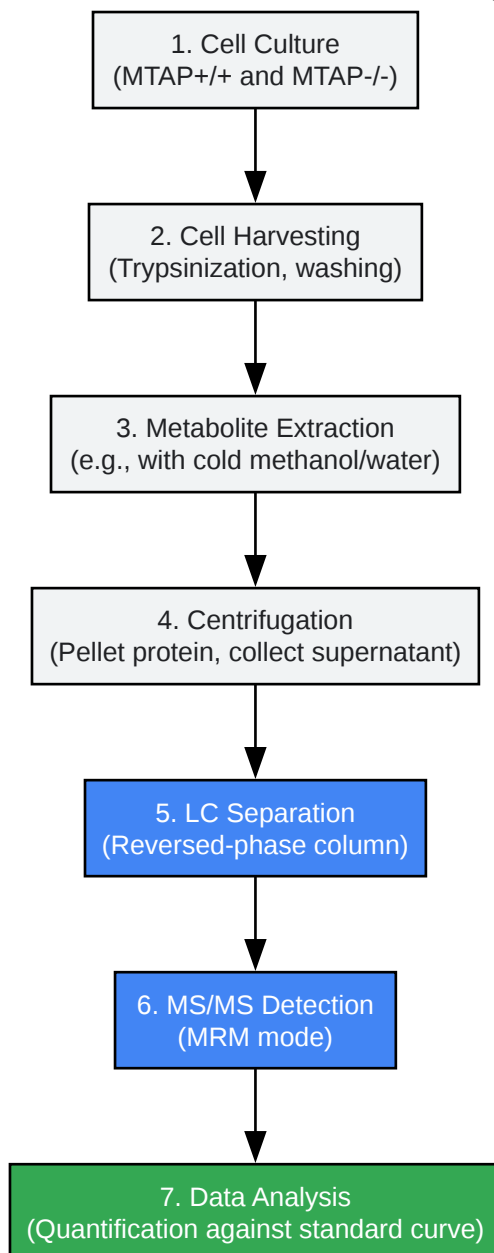 1. Cell Culture
(MTAP+/+ and MTAP-/-)
2. Cell Harvesting
(Trypsinization, washing)
3. Metabolite Extraction
(e.g., with cold methanol/water)
4. Centrifugation
(Pellet protein, collect supernatant)
5. LC Separation
(Reversed-phase column)
6. MS/MS Detection
(MRM mode)
7. Data Analysis
(Quantification against standard curve)